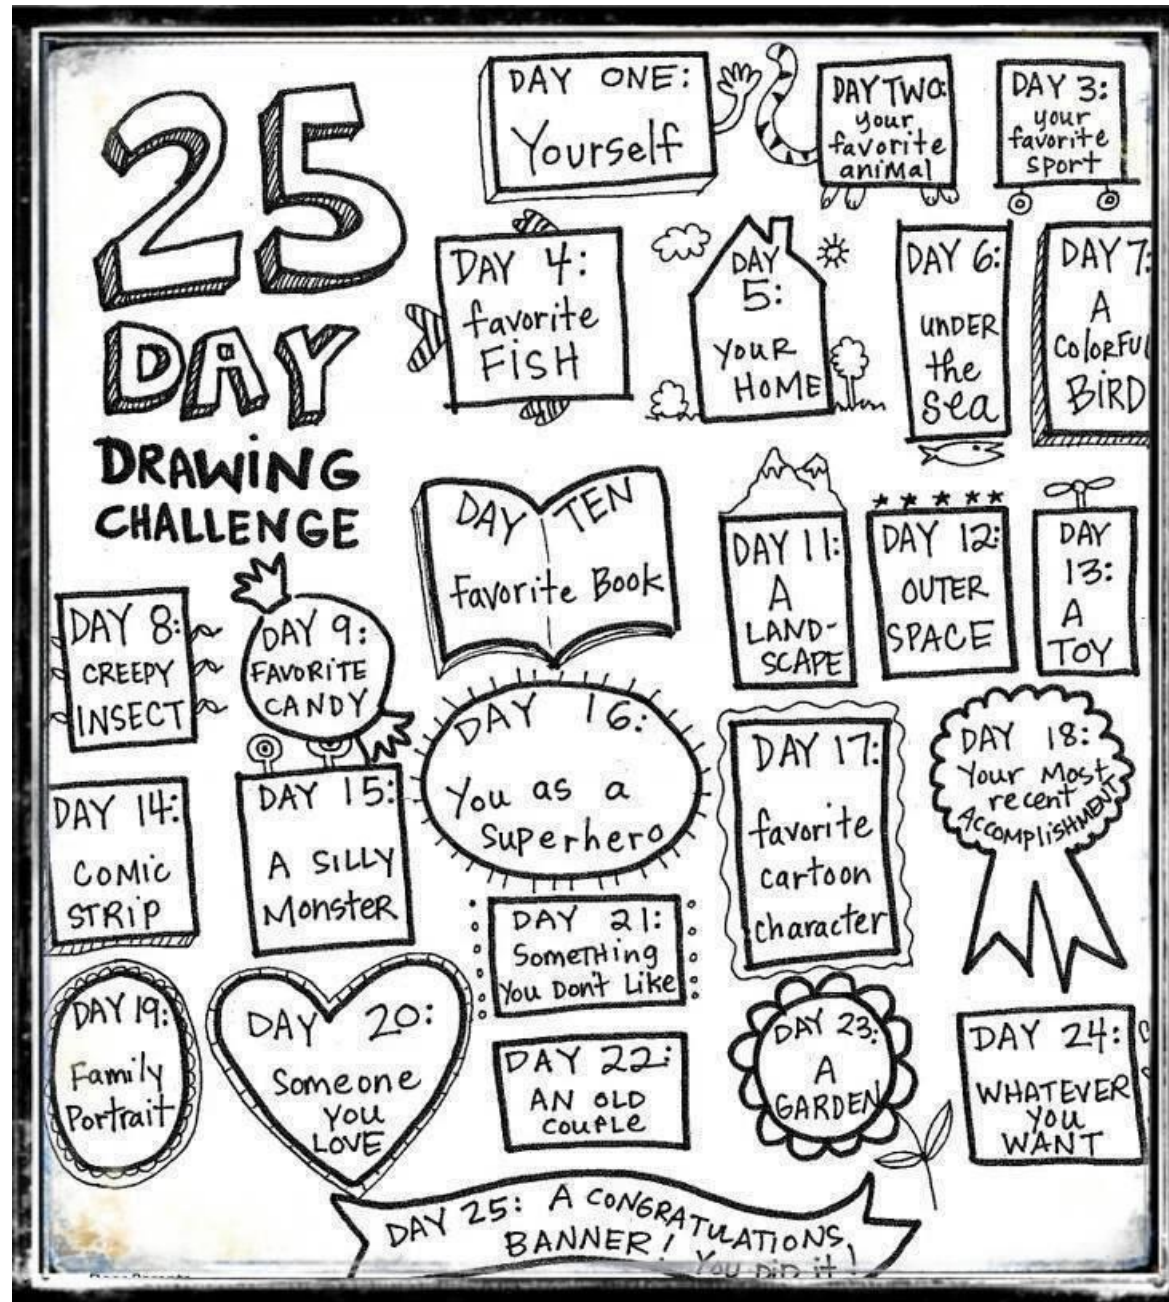 25
DAY
DRAWING
CHALLENGE
DAY ONE:
Yourself
DAY TWO:
your
favorite
animal
DAY 3:
your
favorite
sport
DAY 4:
favorite
FISH
DAY
5:
YOUR
HOME
DAY 6:
UNDER
the
sea
DAY 7:
A
COlORFUL
BIRD
DAY 8:
CREEPY
INSECT
DAY 9:
FAVORITE
CANDY
DAY TEN
Favorite Book
DAY 11:
A
LAND-
SCAPE
DAY 12:
OUTER
SPACE
DAY
13:
A
TOY
DAY 14:
COMIC
STRIP
DAY 15:
A SILLY
Monster
DAY 16:
You as a
Superhero
DAY 17:
favorite
cartoon
character
DAY 18:
Your Most
recent
ACCOMPLISHMENT
DAY 19:
Family
Portrait
DAY 20:
Someone
YOU
LOVE
DAY 21:
SomeTHing
You Don't Like
DAY 22:
AN OLD
COUPLE
DAY 23:
A
GARDEN
DAY 24:
WHATEVER
YOU
WANT
DAY 25: A CONGRATULATIONS
BANNER! You DID it!